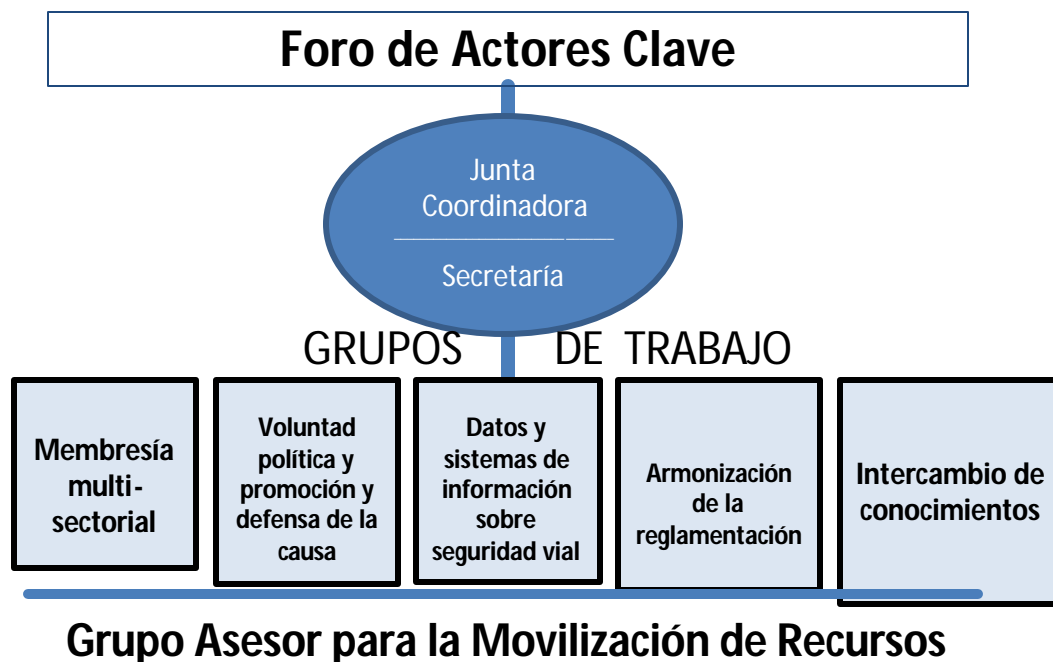 Foro de Actores Clave
Junta
Coordinadora
Secretaría
GRUPOS DE TRABAJO
Membresía
multi-
sectorial
Voluntad
política y
promoción y
defensa de la
causa
Datos y
sistemas de
información
sobre
seguridad vial
Armonización
de la
reglamentación
Intercambio de
conocimientos
Grupo Asesor para la Movilización de Recursos